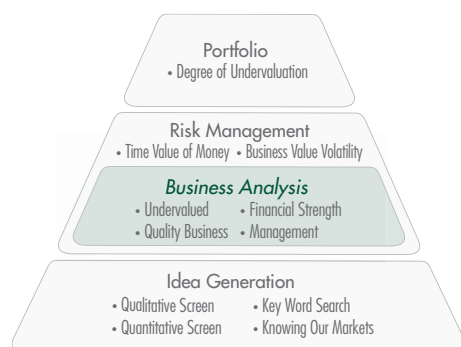 Portfolio
• Degree of Undervaluation
Risk Management
• Time Value of Money • Business Value Volatility
Business Analysis
• Undervalued • Financial Strength
• Quality Business • Management
Idea Generation
• Qualitative Screen • Key Word Search
• Quantitative Screen • Knowing Our Markets